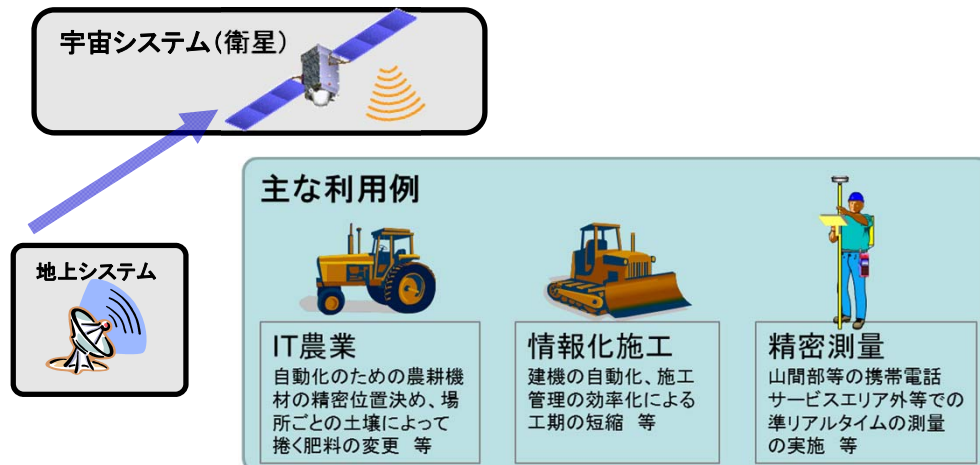 宇宙システム(衛星)
地上システム
主な利用例
IT農業
自動化のための農耕機
材の精密位置決め、場
所ごとの土壌によって
捲く肥料の変更 等
情報化施工
建機の自動化、施工
管理の効率化による
工期の短縮 等
精密測量
山間部等の携帯電話
サービスエリア外等での
準リアルタイムの測量
の実施 等